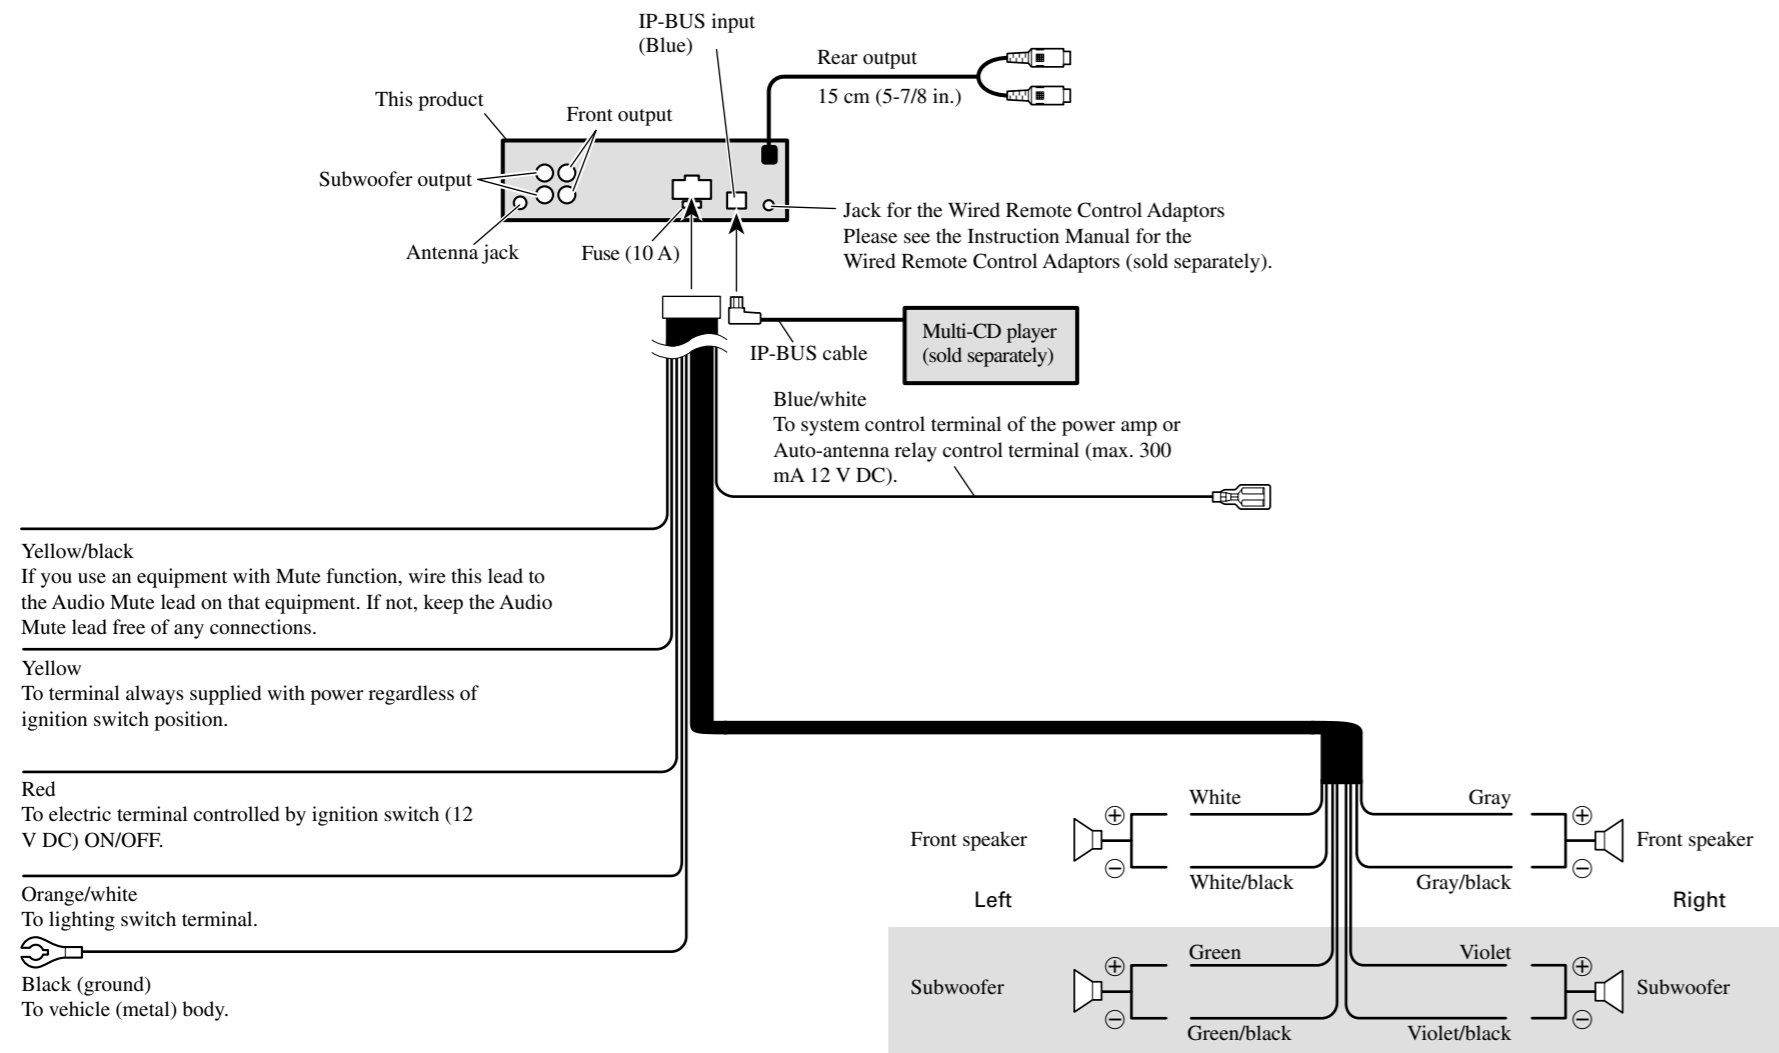 IP-BUS input
(Blue)
Rear output
15 cm (5-7/8 in.)
This product
Front output
Subwoofer output
Antenna jack
Fuse (10 A)
Jack for the Wired Remote Control Adaptors
Please see the Instruction Manual for the
Wired Remote Control Adaptors (sold separately).
Multi-CD player
(sold separately)
IP-BUS cable
Blue/white
To system control terminal of the power amp or
Auto-antenna relay control terminal (max. 300
mA 12 V DC).
Yellow/black
If you use an equipment with Mute function, wire this lead to
the Audio Mute lead on that equipment. If not, keep the Audio
Mute lead free of any connections.
Yellow
To terminal always supplied with power regardless of
ignition switch position.
Red
To electric terminal controlled by ignition switch (12
V DC) ON/OFF.
Orange/white
To lighting switch terminal.
Black (ground)
To vehicle (metal) body.
White
Gray
+
+
Front speaker
Front speaker
−
−
White/black
Gray/black
Left
Right
Green
Violet
+
+
Subwoofer
Subwoofer
−
−
Green/black
Violet/black